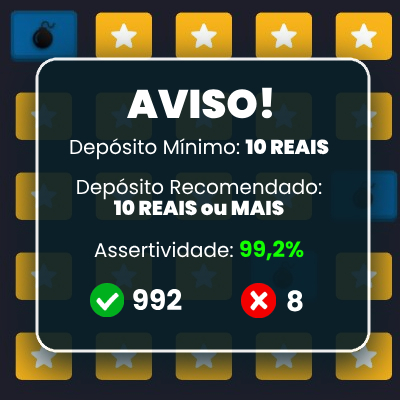 AVISO!
Depósito Mínimo: 10 REAIS
Depósito Recomendado:
10 REAIS ou MAIS
Assertividade: 99,2%
992 8